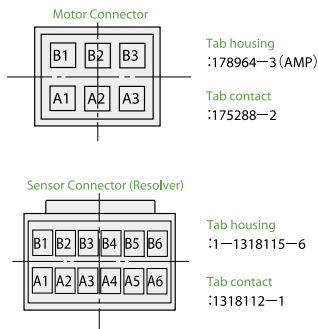 Motor Connector
B1 B2 B3
A1 A2 A3
Tab housing
:178964—3(AMP)
Tab contact
:175288—2
Sensor Connector (Resolver)
B1 B2 B3 B4 B5 B6
A1 A2 A3 A4 A5 A6
Tab housing
:1—1318115—6
Tab contact
:1318112—1